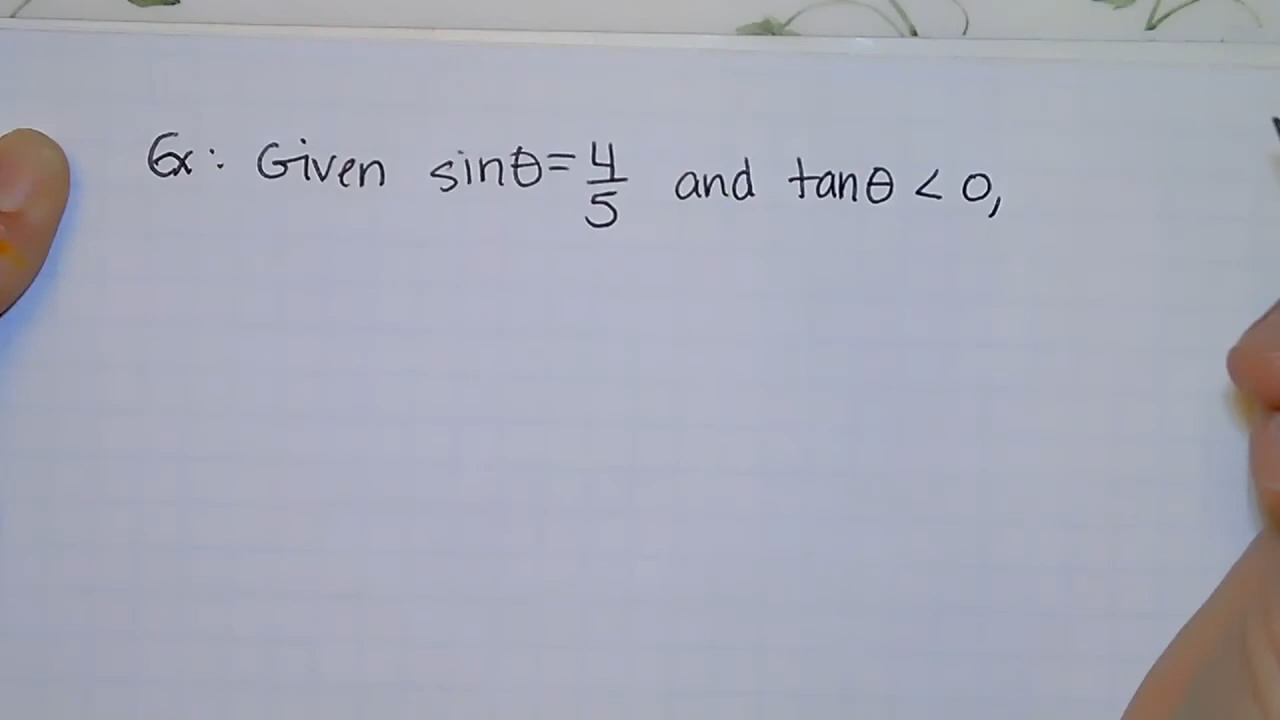 Ex: Given sinθ = 4/5 and tanθ < 0,